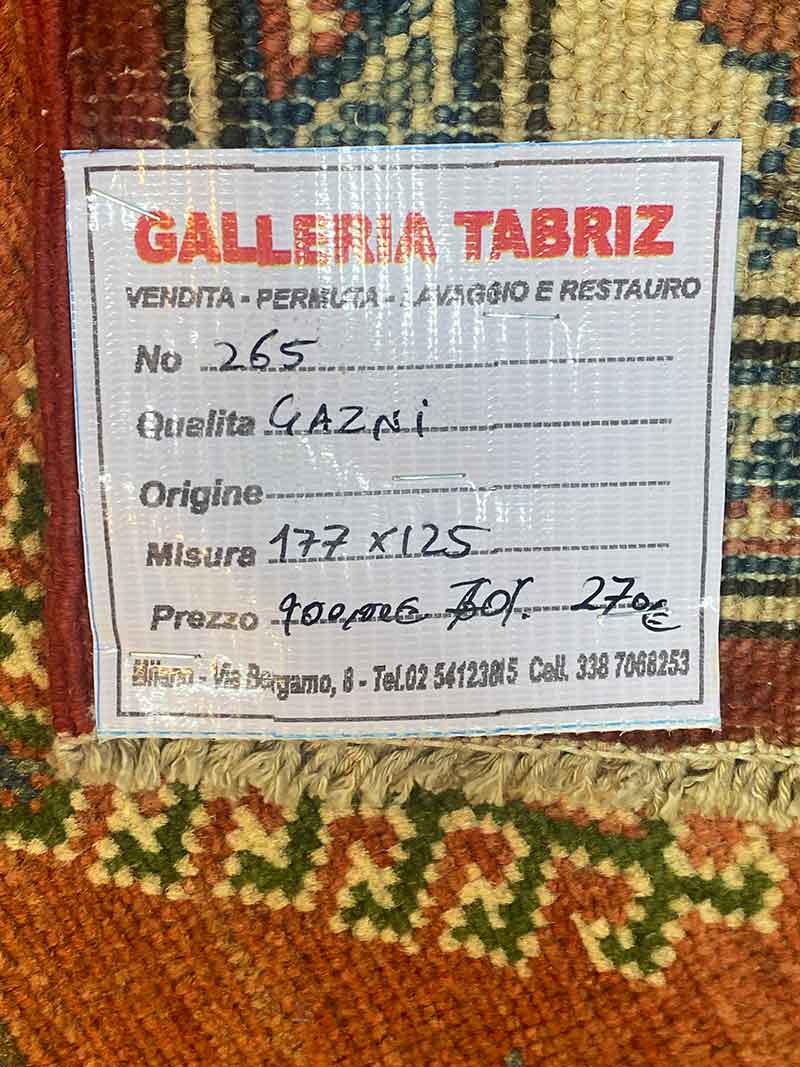 GALLERIA TABRIZ
VENDITA - PERMUTA - LAVAGGIO E RESTAURO
No 265
Qualita GAZNi
Origine
Misura 177 x 125
Prezzo 900,00€ 70%. 270€
Milano - Via Bergamo, 8 - Tel.02 54123815 Cell. 338 7068253